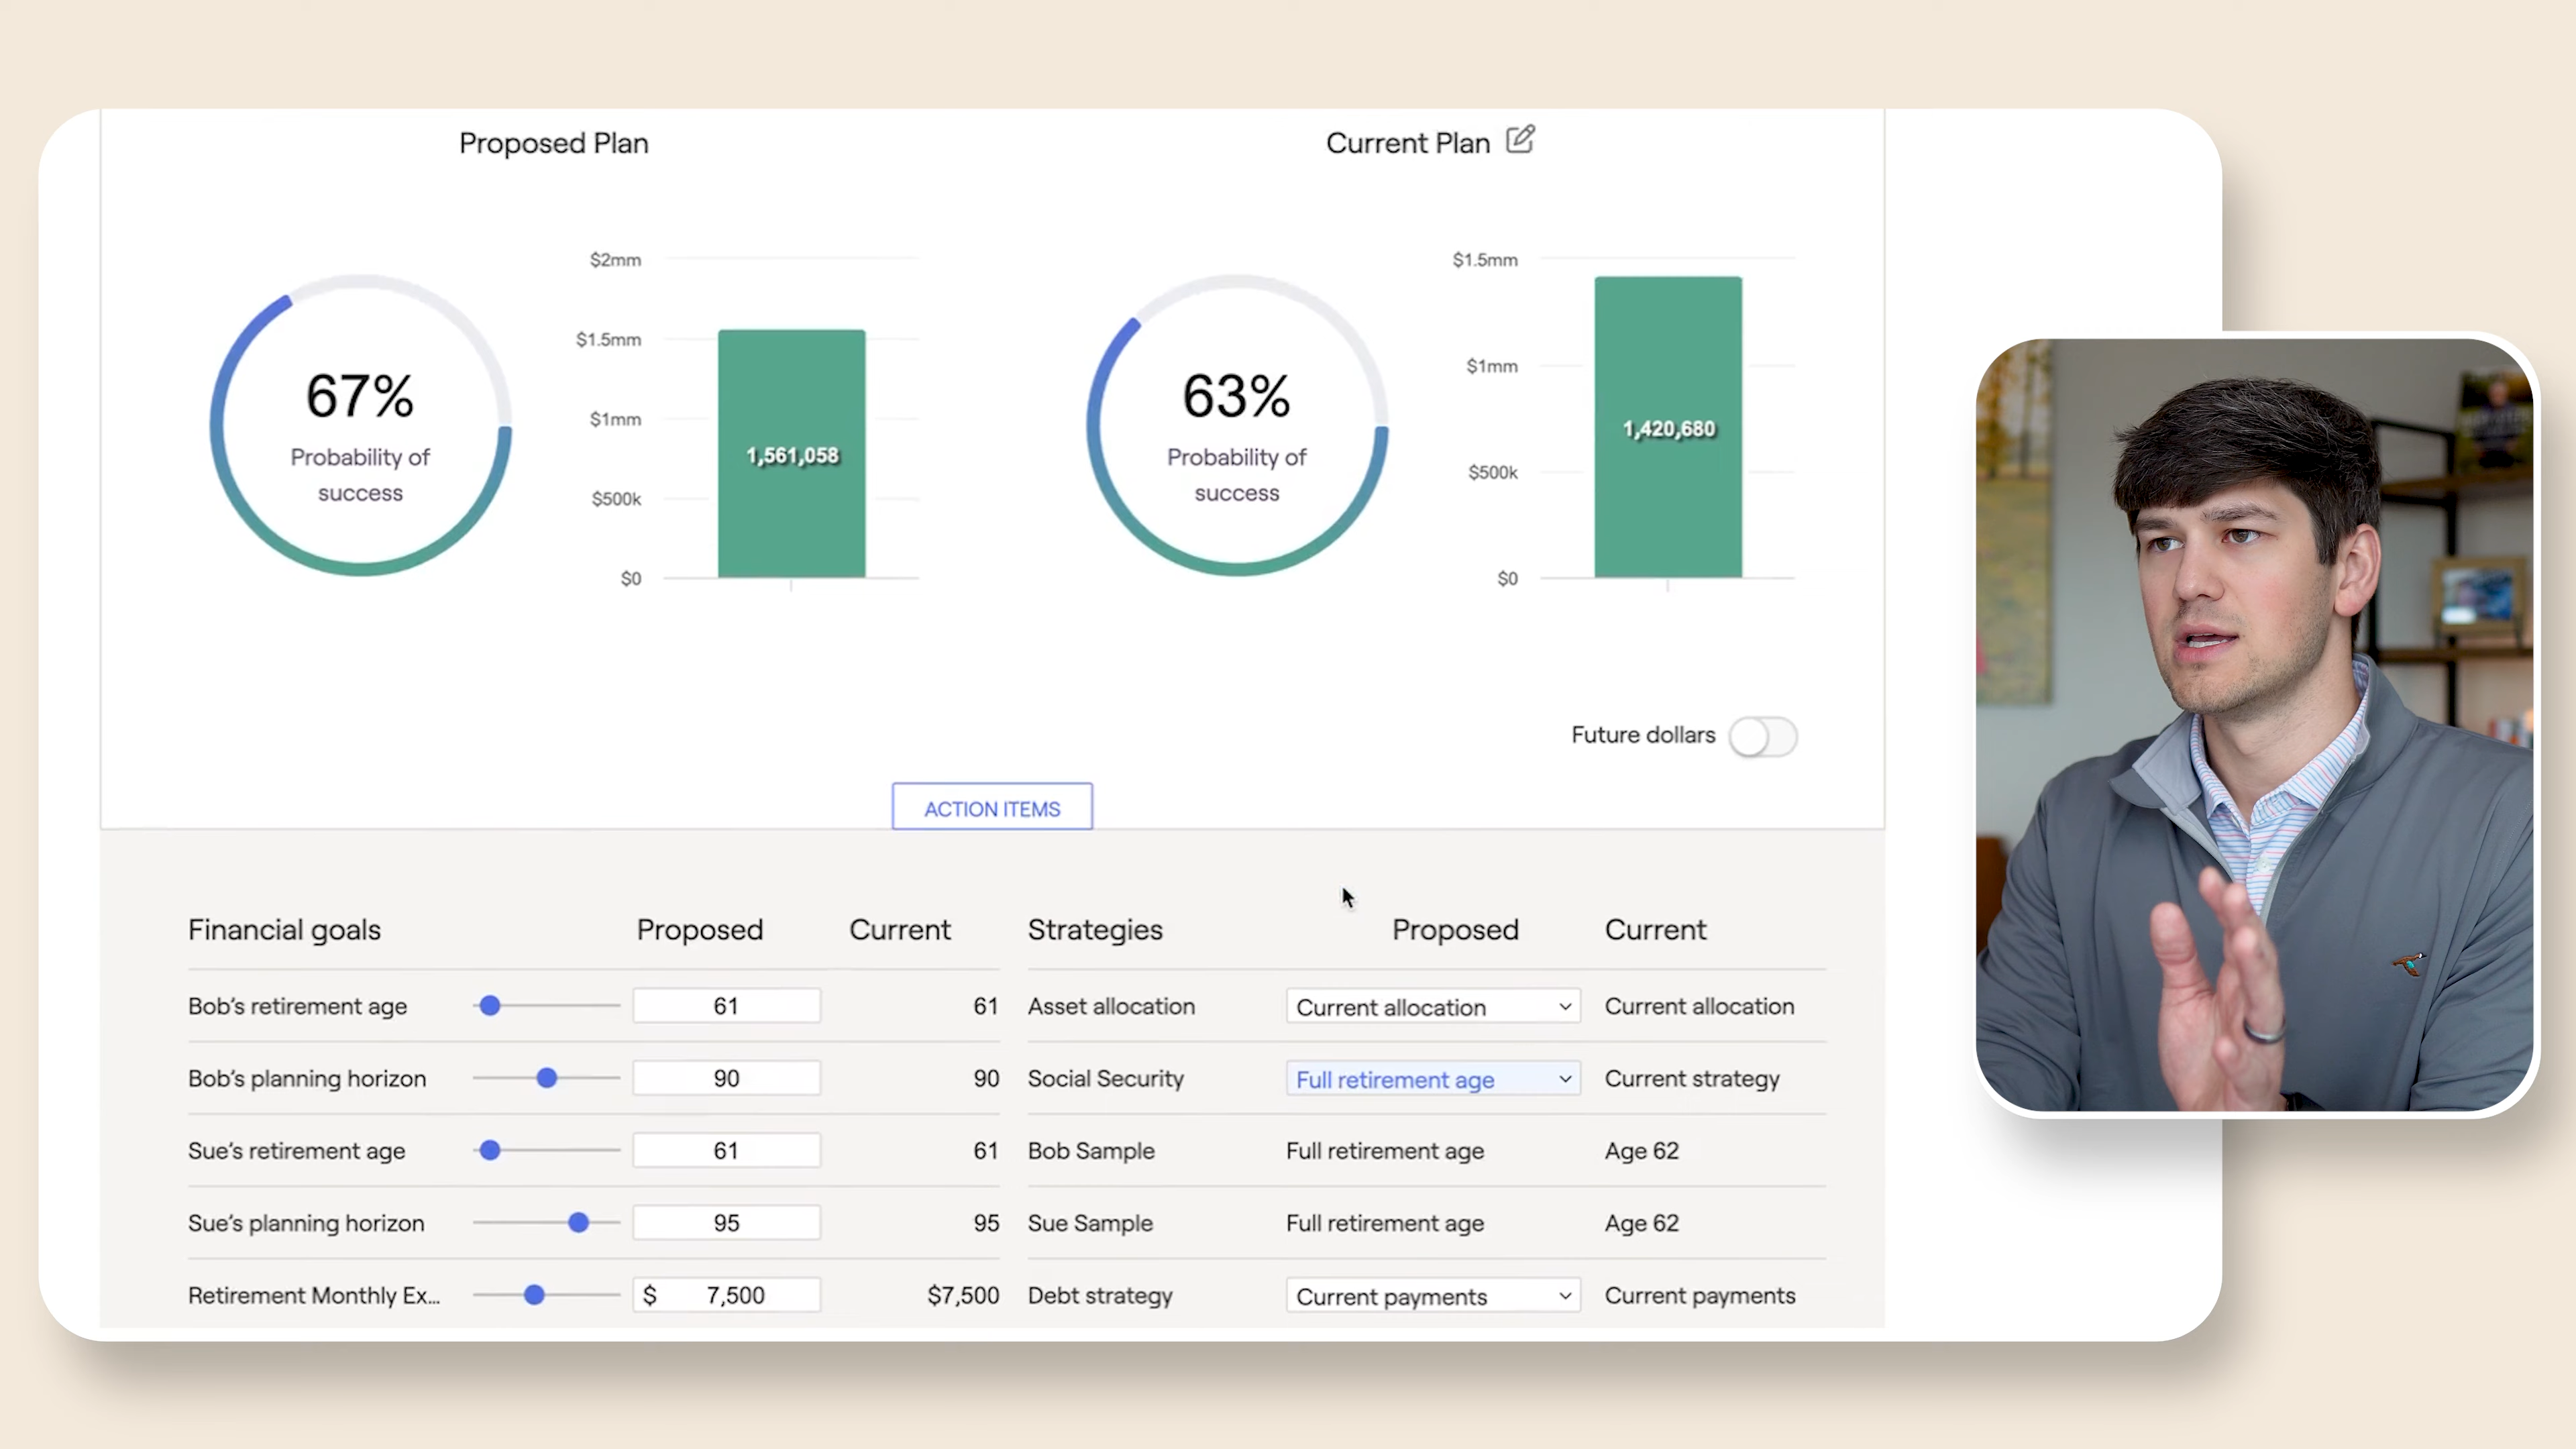 Proposed Plan
Current Plan
67%
Probability of
success
$2mm
$1.5mm
$1mm
$500k
$0
1,561,058
63%
Probability of
success
$1.5mm
$1mm
$500k
$0
1,420,680
Future dollars
ACTION ITEMS
Financial goals Proposed Current
Bob's retirement age 61 61
Bob's planning horizon 90 90
Sue's retirement age 61 61
Sue's planning horizon 95 95
Retirement Monthly Ex... $ 7,500 $7,500
Strategies Proposed Current
Asset allocation Current allocation Current allocation
Social Security Full retirement age Current strategy
Bob Sample Full retirement age Age 62
Sue Sample Full retirement age Age 62
Debt strategy Current payments Current payments